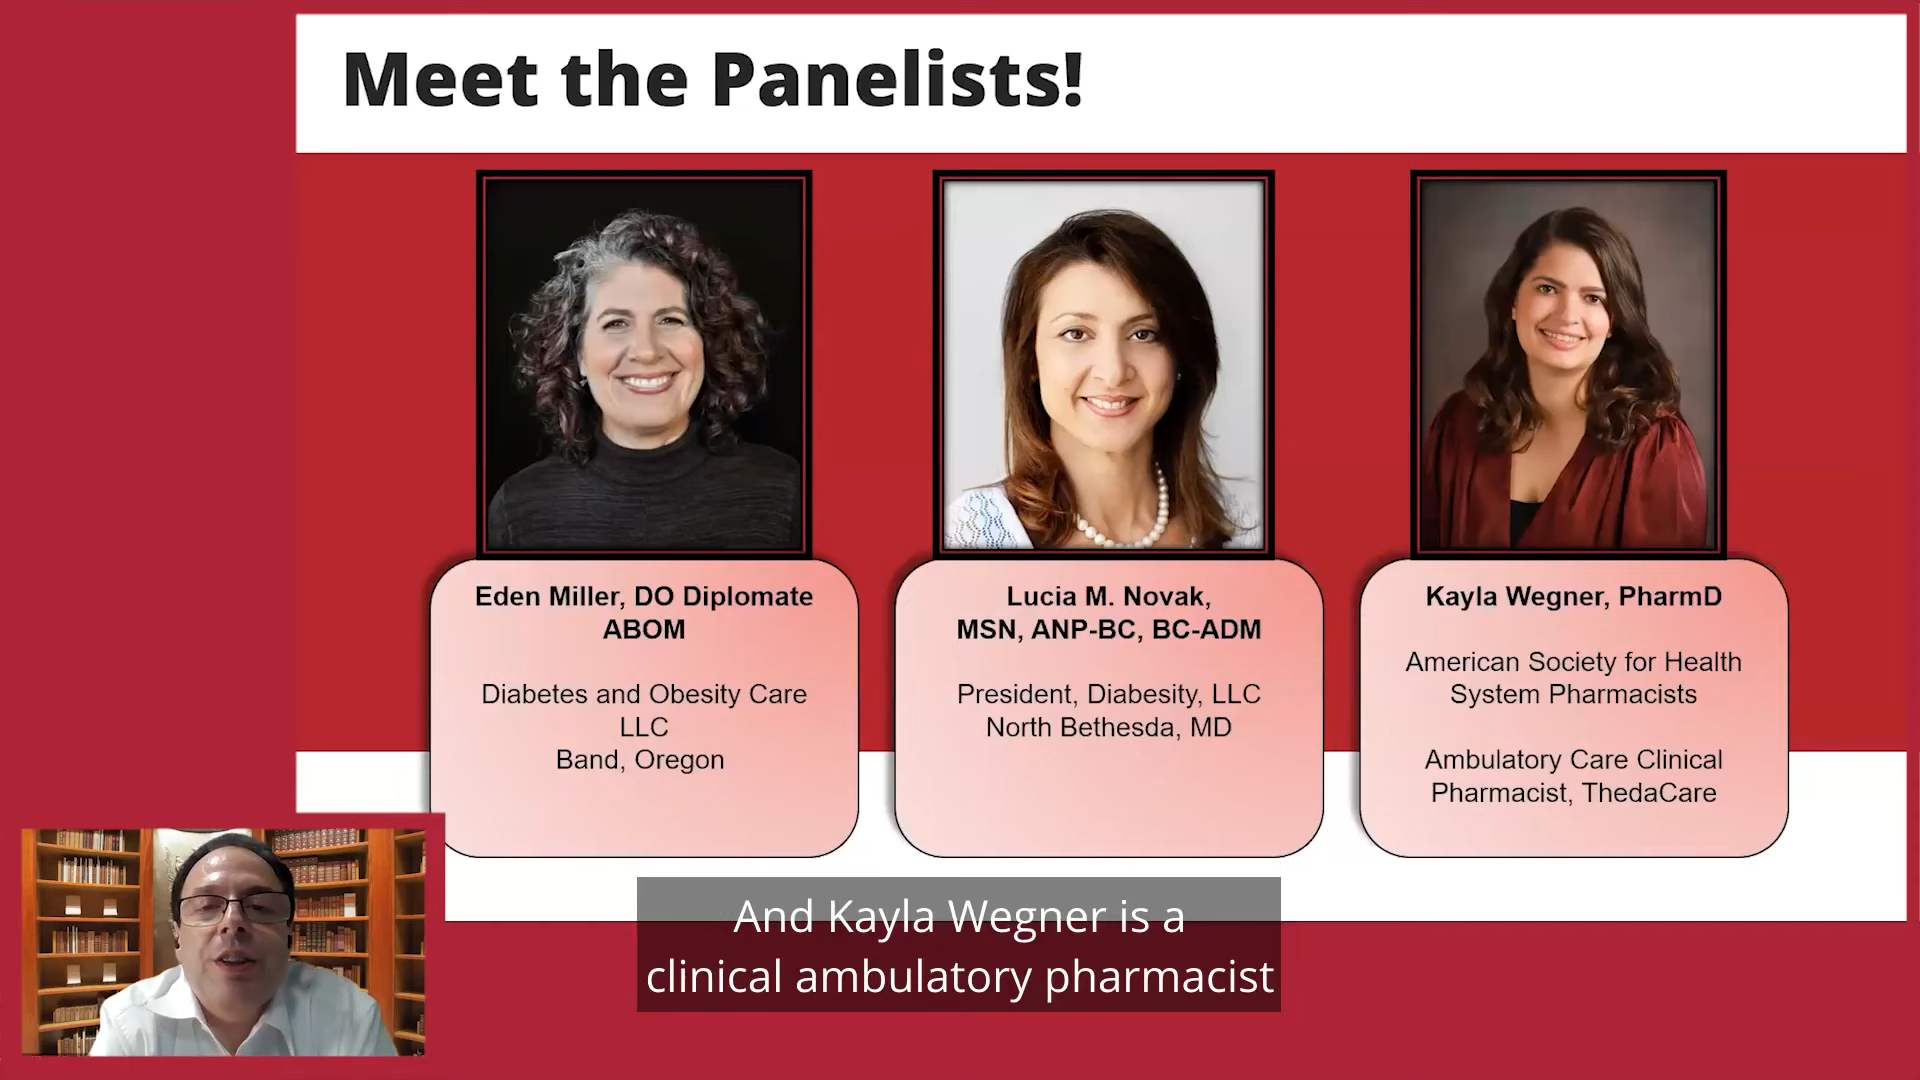 Meet the Panelists!
Eden Miller, DO Diplomate
ABOM
Diabetes and Obesity Care
LLC
Band, Oregon
Lucia M. Novak,
MSN, ANP-BC, BC-ADM
President, Diabesity, LLC
North Bethesda, MD
Kayla Wegner, PharmD
American Society for Health
System Pharmacists
Ambulatory Care Clinical
Pharmacist, ThedaCare
And Kayla Wegner is a
clinical ambulatory pharmacist